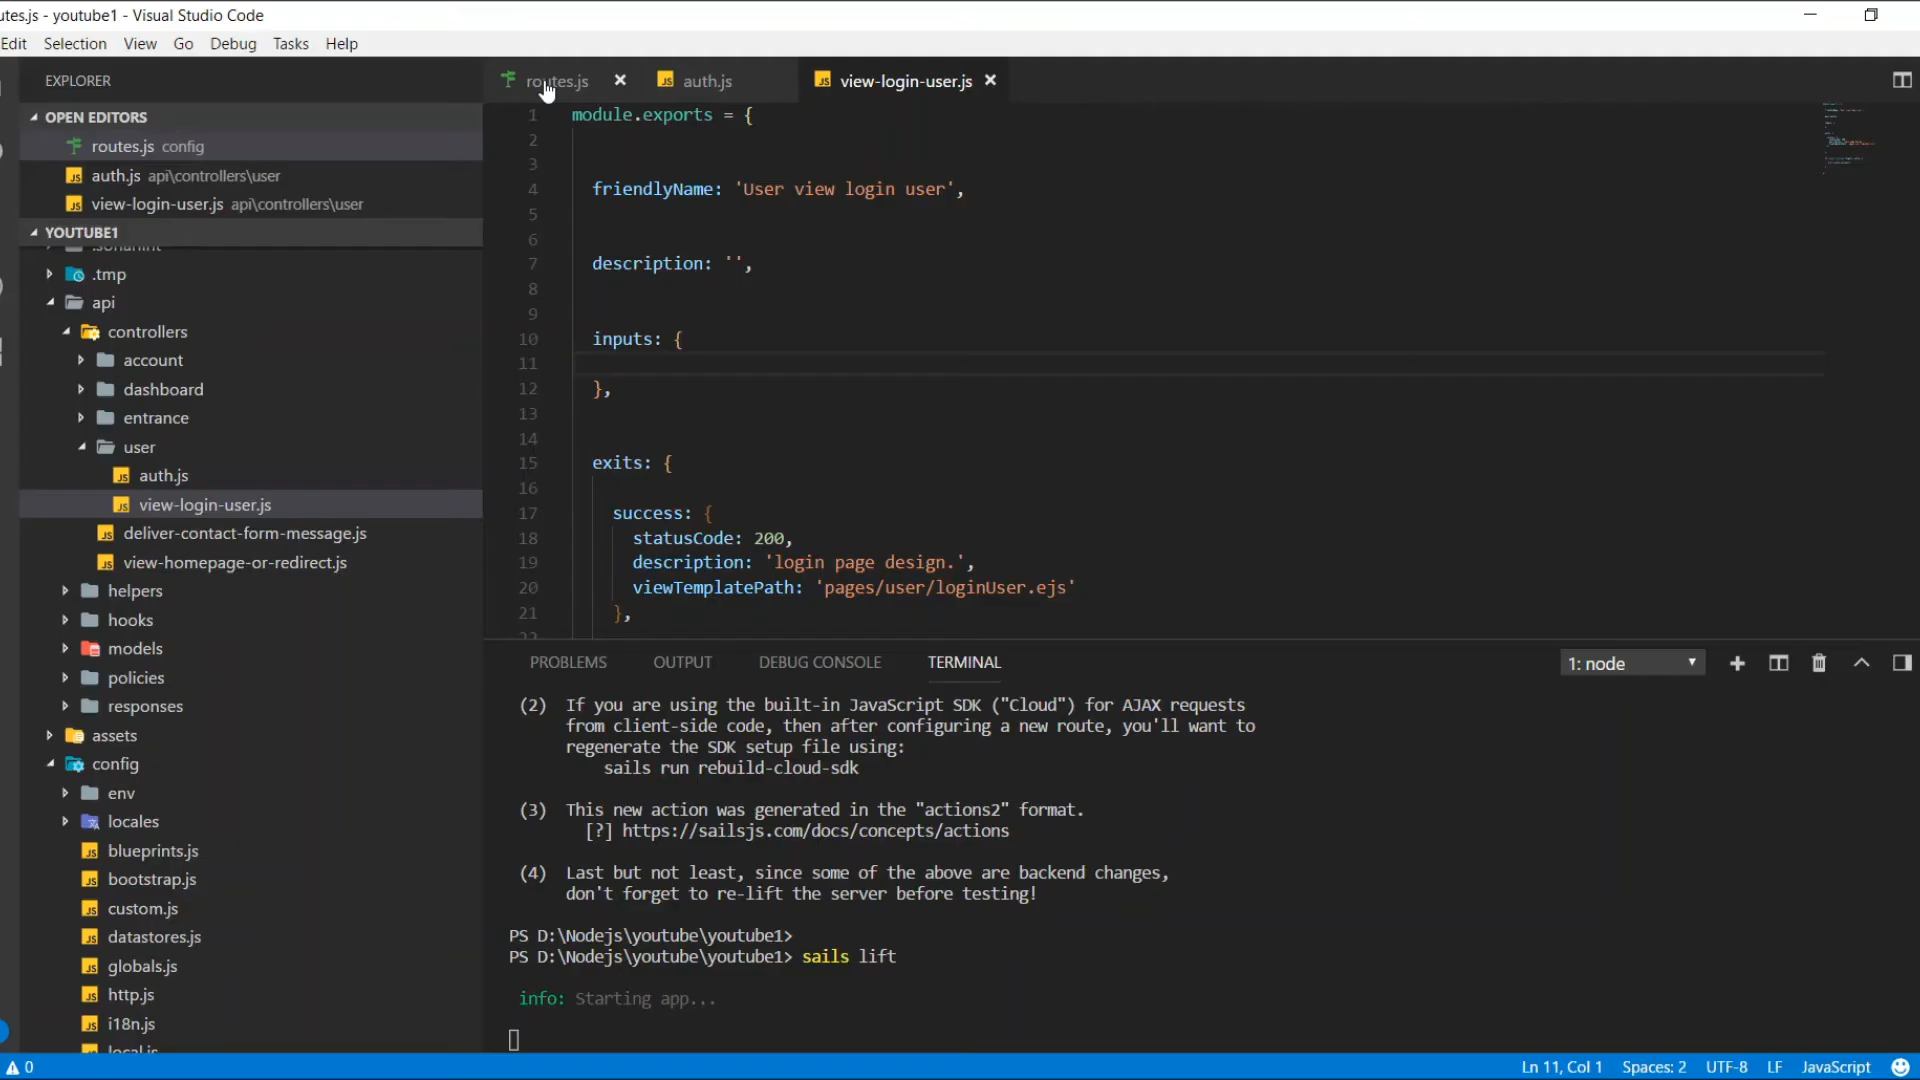 utes.js - youtube1 - Visual Studio Code
Edit Selection View Go Debug Tasks Help
EXPLORER
OPEN EDITORS
routes.js config
auth.js api\controllers\user
view-login-user.js api\controllers\user
YOUTUBE1
.tmp
api
controllers
account
dashboard
entrance
user
auth.js
view-login-user.js
deliver-contact-form-message.js
view-homepage-or-redirect.js
helpers
hooks
models
policies
responses
assets
config
env
locales
blueprints.js
bootstrap.js
custom.js
datastores.js
globals.js
http.js
i18n.js
local.js
routes.js auth.js view-login-user.js
1 module.exports = {
2
3
4 friendlyName: 'User view login user',
5
6
7 description: '',
8
9
10 inputs: {
11
12 },
13
14
15 exits: {
16
17 success: {
18 statusCode: 200,
19 description: 'login page design.',
20 viewTemplatePath: 'pages/user/loginUser.ejs'
21 },
22
PROBLEMS OUTPUT DEBUG CONSOLE TERMINAL 1: node
(2) If you are using the built-in JavaScript SDK ("Cloud") for AJAX requests
from client-side code, then after configuring a new route, you'll want to
regenerate the SDK setup file using:
sails run rebuild-cloud-sdk
(3) This new action was generated in the "actions2" format.
[?] https://sailsjs.com/docs/concepts/actions
(4) Last but not least, since some of the above are backend changes,
don't forget to re-lift the server before testing!
PS D:\Nodejs\youtube\youtube1>
PS D:\Nodejs\youtube\youtube1> sails lift
info: Starting app...
0 Ln 11, Col 1 Spaces: 2 UTF-8 LF JavaScript